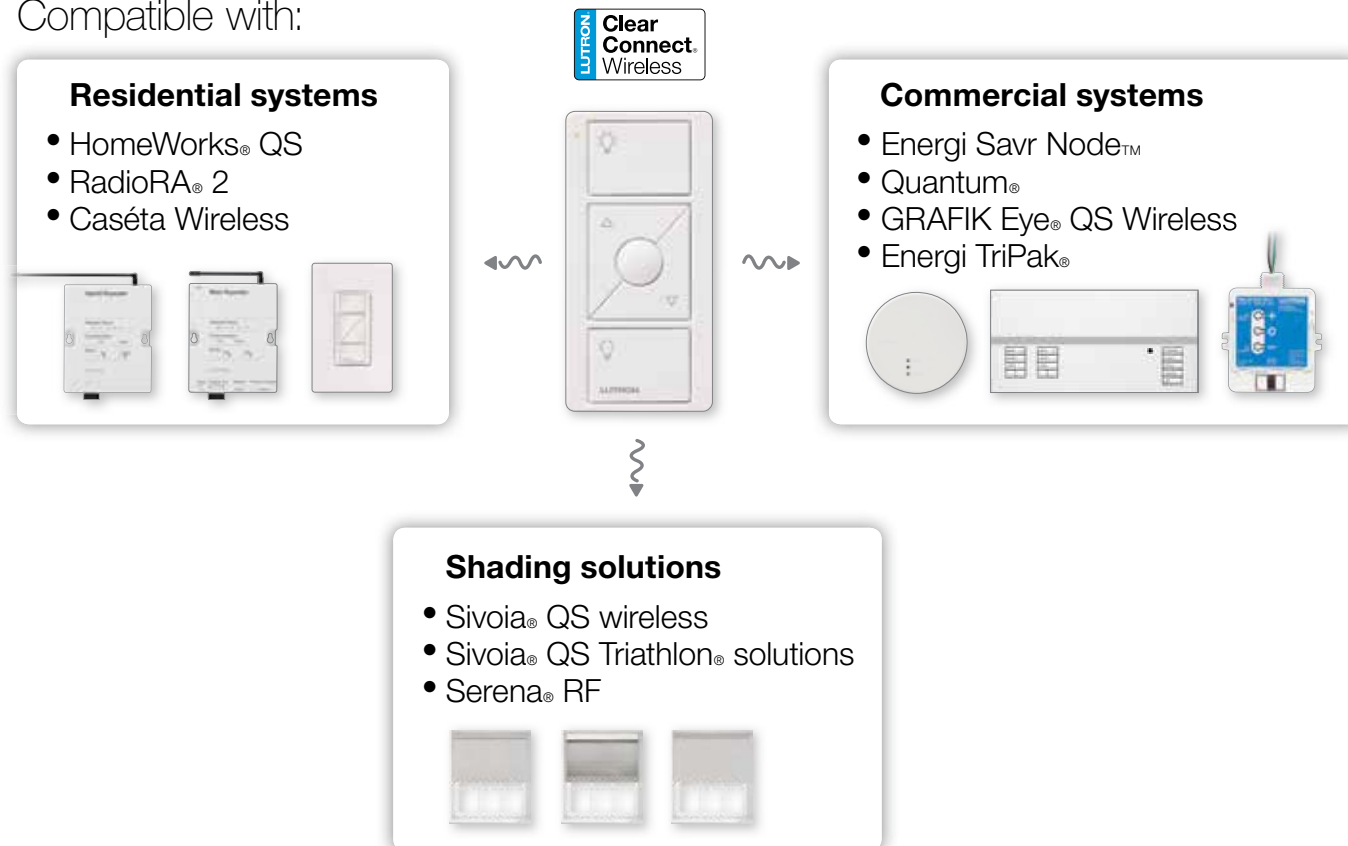 Compatible with:
LUTRON®
Clear
Connect®
Wireless
Residential systems
• HomeWorks® QS
• RadioRA® 2
• Caséta Wireless
Commercial systems
• Energi Savr Node™
• Quantum®
• GRAFIK Eye® QS Wireless
• Energi TriPak®
LUTRON
Shading solutions
• Sivoia® QS wireless
• Sivoia® QS Triathlon® solutions
• Serena® RF